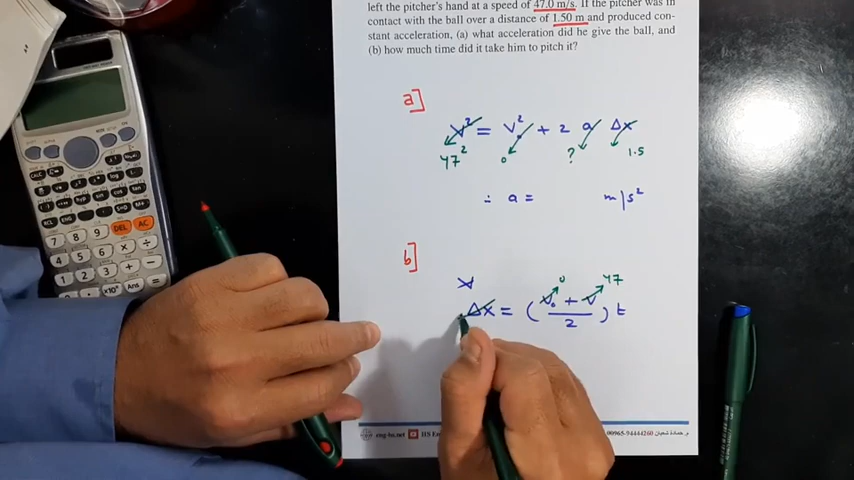 left the pitcher's hand at a speed of 47.0 m/s. If the pitcher was in
contact with the ball over a distance of 1.50 m and produced con-
stant acceleration, (a) what acceleration did he give the ball, and
(b) how much time did it take him to pitch it?
a]
V² = V² + 2 a Δx
47² 0 ? 1.5
∴ a = m/s²
b]
0 47
Δx = (V₀ + V / 2) t
eng-hs.net
DEL AC
7 8 9
4 5 6
1 2 3